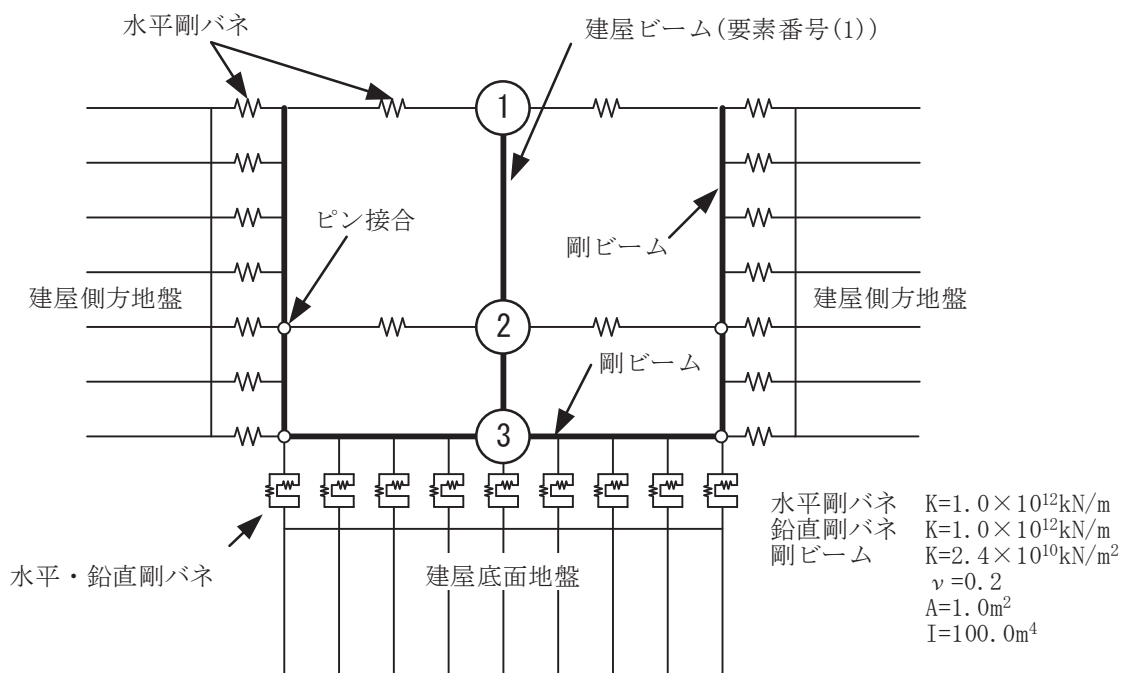 水平剛バネ
建屋ビーム(要素番号(1))
1
ピン接合
剛ビーム
建屋側方地盤
建屋側方地盤
2
剛ビーム
3
水平剛バネ K=1.0×10¹²kN/m
鉛直剛バネ K=1.0×10¹²kN/m
剛ビーム K=2.4×10¹⁰kN/m²
ν=0.2
A=1.0m²
I=100.0m⁴
水平・鉛直剛バネ
建屋底面地盤